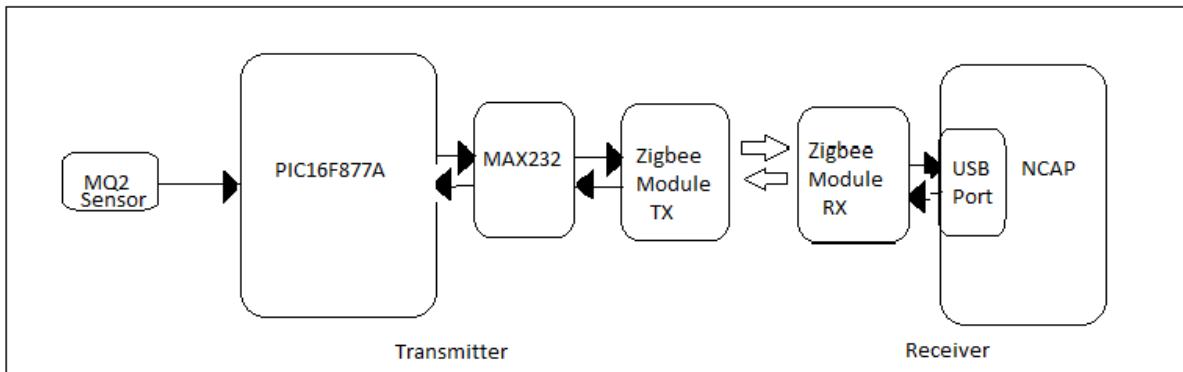 MQ2
Sensor
PIC16F877A
MAX232
Zigbee
Module
TX
Zigbee
Module
RX
USB
Port
NCAP
Transmitter
Receiver